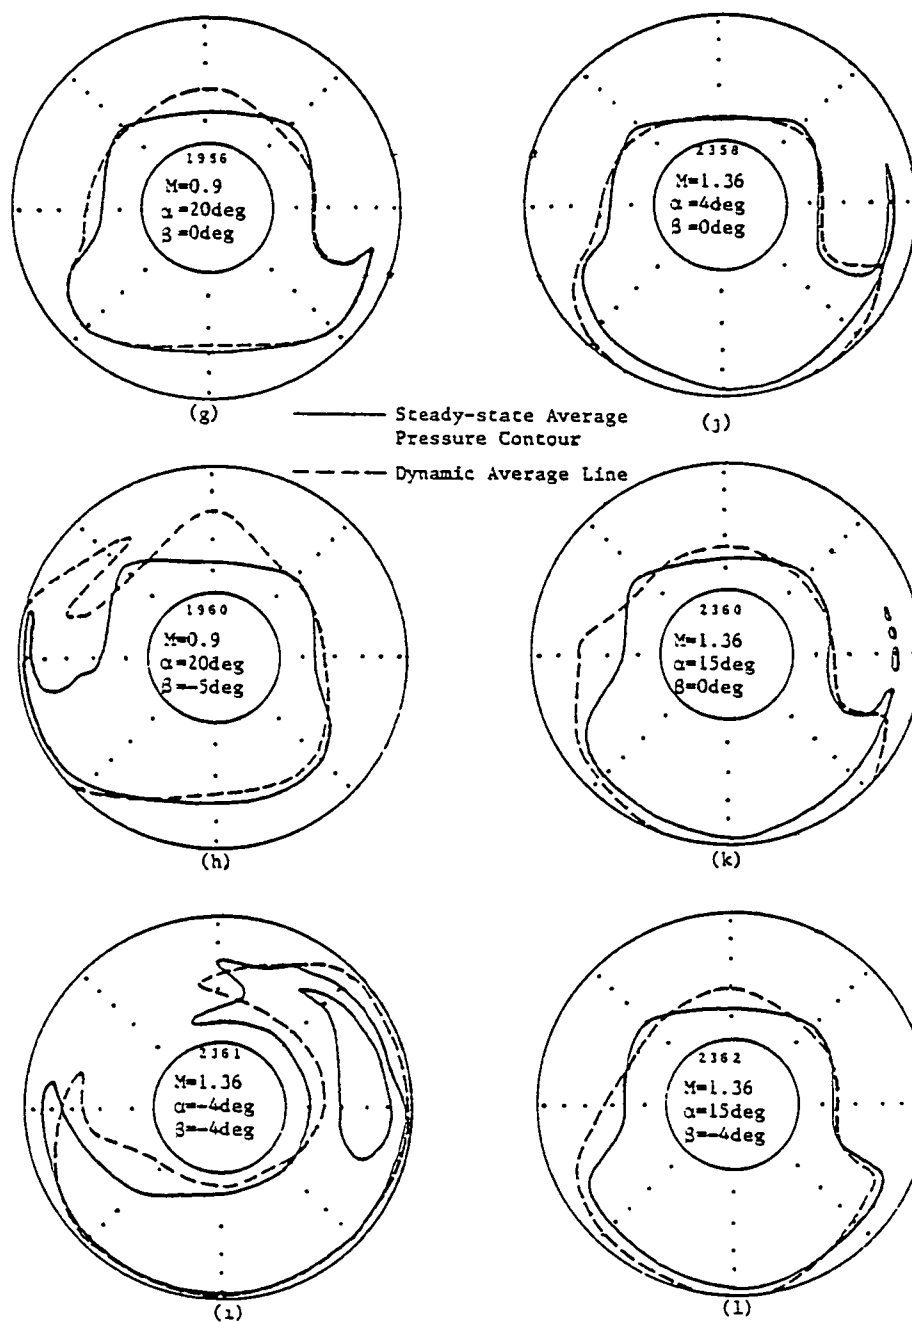 1956
M=0.9
α=20deg
β=0deg
(g)
2358
M=1.36
α=4deg
β=0deg
(j)
Steady-state Average
Pressure Contour
Dynamic Average Line
1960
M=0.9
α=20deg
β=-5deg
(h)
2360
M=1.36
α=15deg
β=0deg
(k)
2361
M=1.36
α=-4deg
β=-4deg
(i)
2362
M=1.36
α=15deg
β=-4deg
(l)